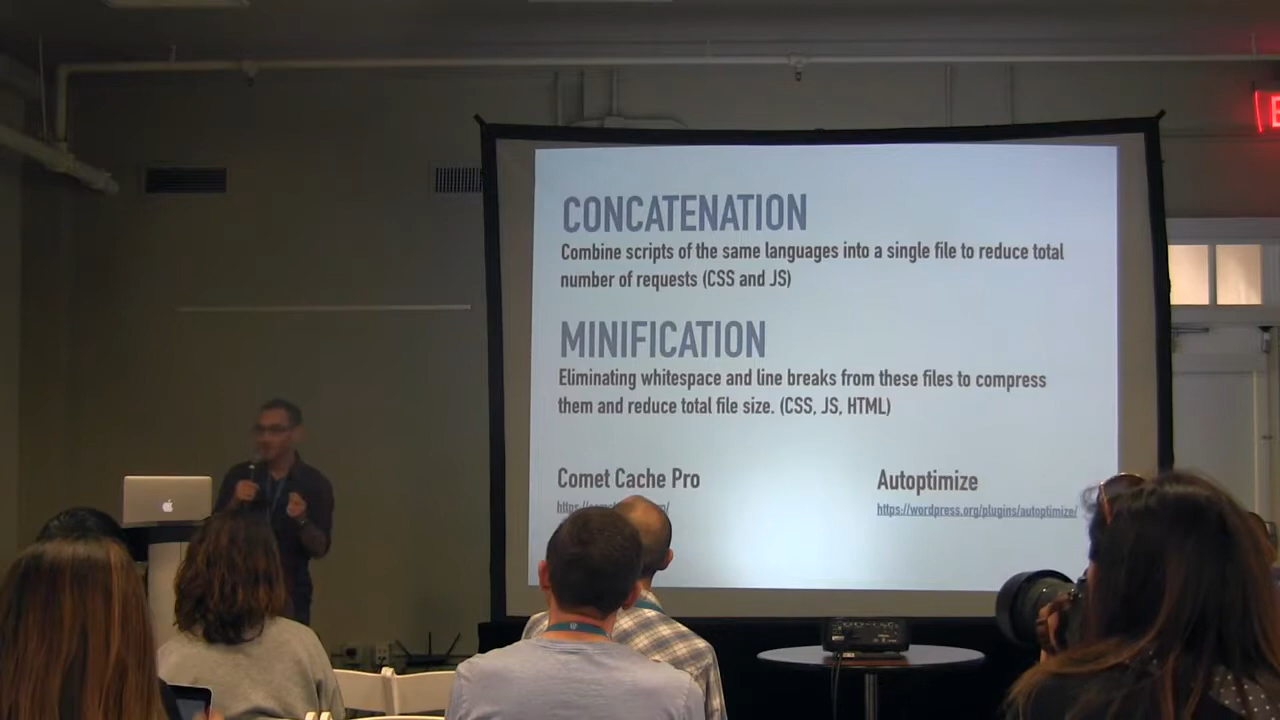 CONCATENATION
Combine scripts of the same languages into a single file to reduce total
number of requests (CSS and JS)
MINIFICATION
Eliminating whitespace and line breaks from these files to compress
them and reduce total file size. (CSS, JS, HTML)
Comet Cache Pro
Autoptimize
https://wordpress.org/plugins/autoptimize/